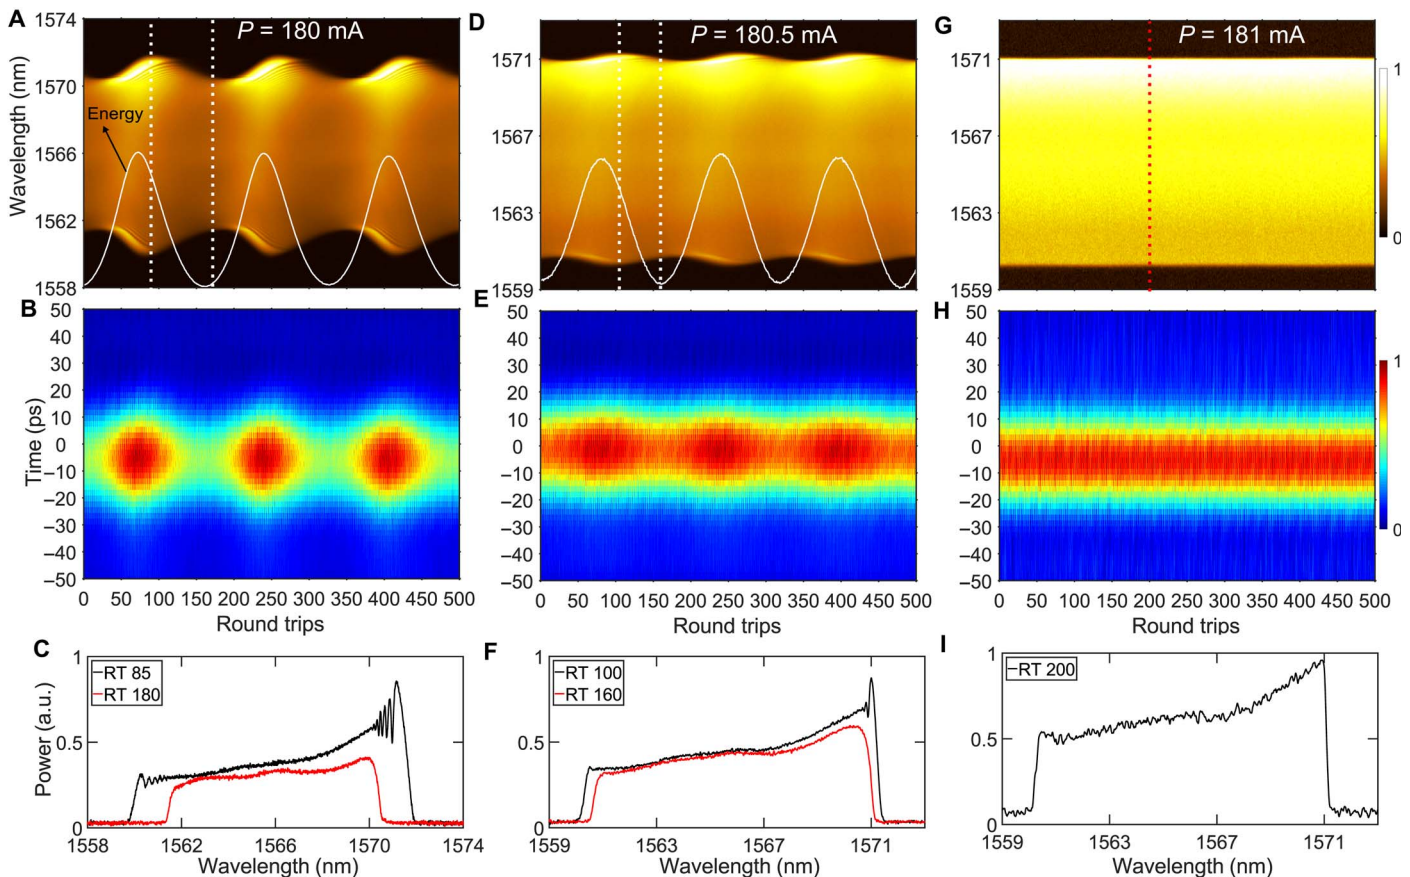 A
P = 180 mA
Energy
Wavelength (nm)
1574
1570
1566
1562
1558
D
P = 180.5 mA
1571
1567
1563
1559
G
P = 181 mA
1571
1567
1563
1559
1
0
B
Time (ps)
50
40
30
20
10
0
−10
−20
−30
−40
−50
0 50 100 150 200 250 300 350 400 450 500
Round trips
E
50
40
30
20
10
0
−10
−20
−30
−40
−50
0 50 100 150 200 250 300 350 400 450 500
Round trips
H
50
40
30
20
10
0
−10
−20
−30
−40
−50
0 50 100 150 200 250 300 350 400 450 500
Round trips
1
0
C
RT 85
RT 180
Power (a.u.)
1
0.5
0
1558 1562 1566 1570 1574
Wavelength (nm)
F
RT 100
RT 160
1
0.5
0
1559 1563 1567 1571
Wavelength (nm)
I
RT 200
1
0.5
0
1559 1563 1567 1571
Wavelength (nm)